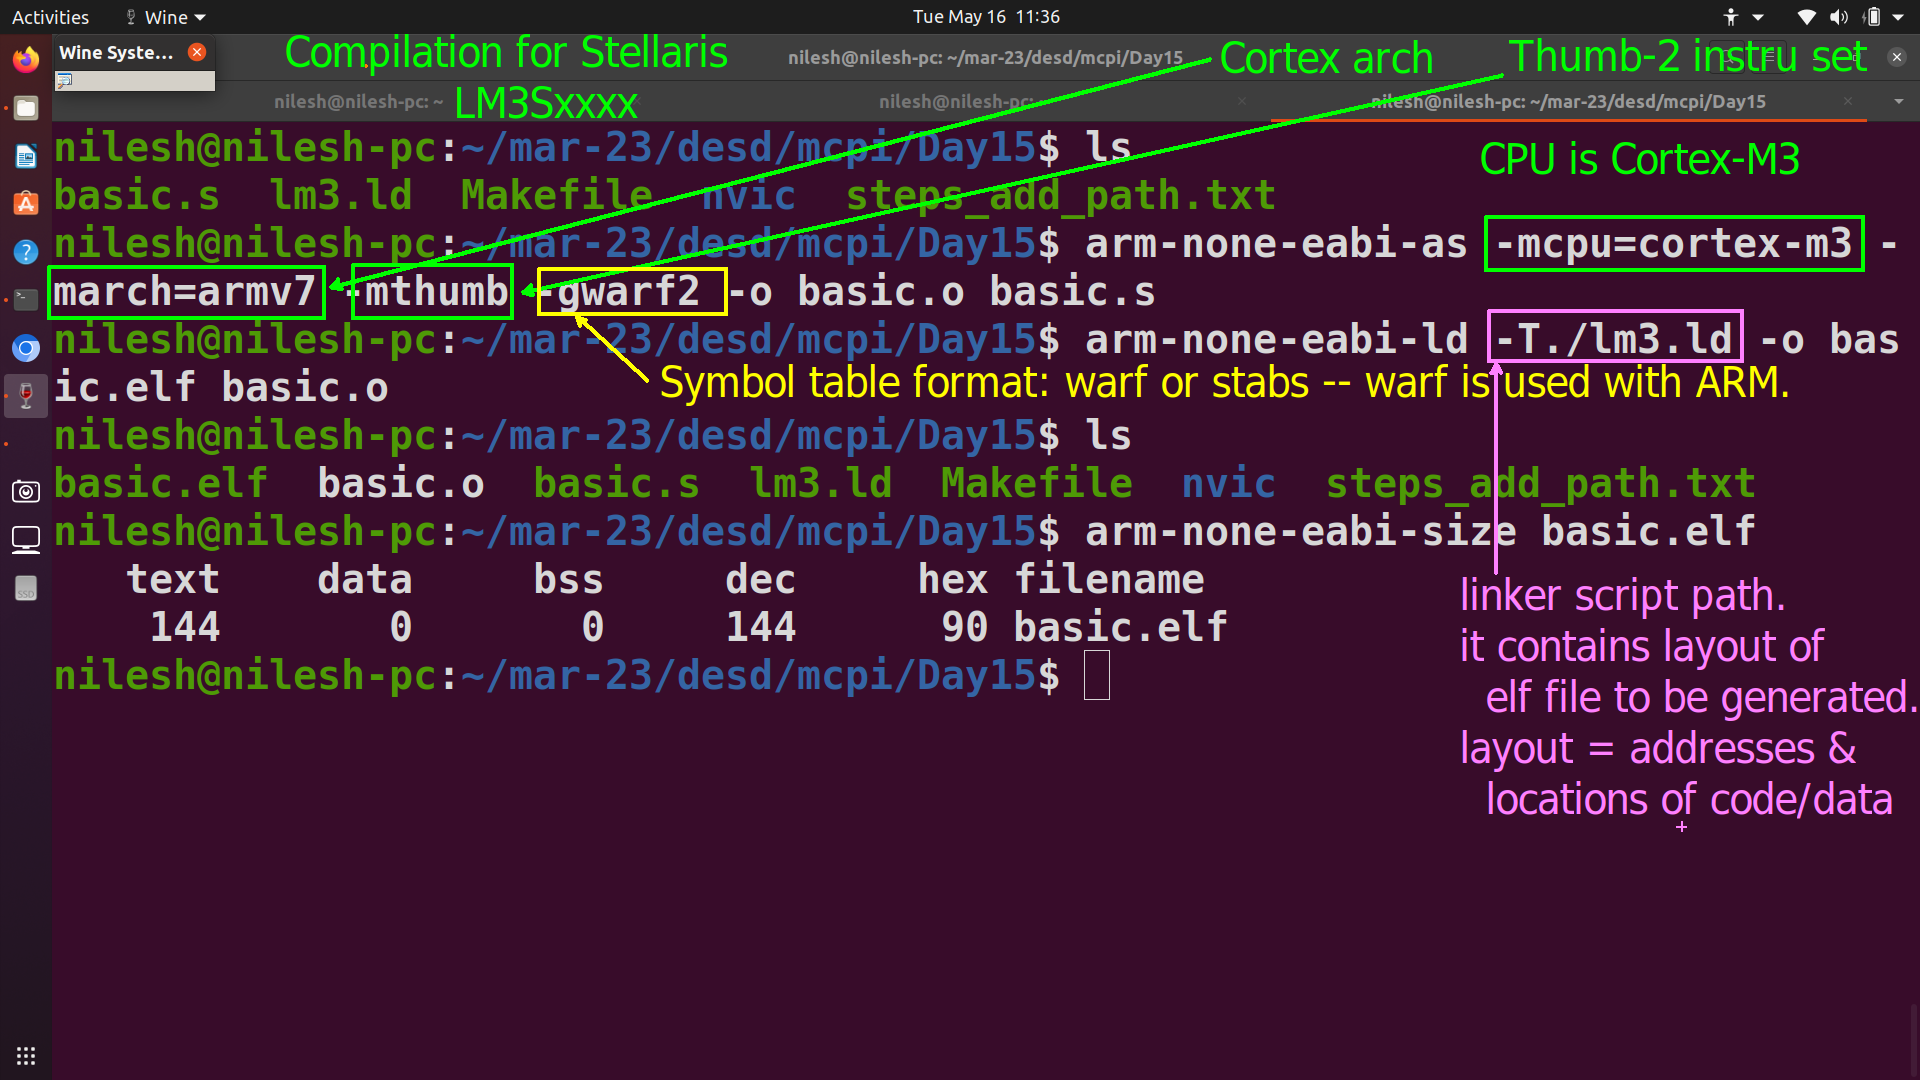 Activities
Wine
Tue May 16 11:36
Wine Syste...
Compilation for Stellaris
nilesh@nilesh-pc: ~/mar-23/desd/mcpi/Day15
Cortex arch
Thumb-2 instru set
nilesh@nilesh-pc: ~
LM3Sxxxx
nilesh@nilesh-pc:
nilesh@nilesh-pc: ~/mar-23/desd/mcpi/Day15
nilesh@nilesh-pc:~/mar-23/desd/mcpi/Day15$ ls
CPU is Cortex-M3
basic.s lm3.ld Makefile nvic steps_add_path.txt
nilesh@nilesh-pc:~/mar-23/desd/mcpi/Day15$ arm-none-eabi-as -mcpu=cortex-m3 -
march=armv7 -mthumb -gwarf2 -o basic.o basic.s
nilesh@nilesh-pc:~/mar-23/desd/mcpi/Day15$ arm-none-eabi-ld -T./lm3.ld -o bas
ic.elf basic.o
Symbol table format: warf or stabs -- warf is used with ARM.
nilesh@nilesh-pc:~/mar-23/desd/mcpi/Day15$ ls
basic.elf basic.o basic.s lm3.ld Makefile nvic steps_add_path.txt
nilesh@nilesh-pc:~/mar-23/desd/mcpi/Day15$ arm-none-eabi-size basic.elf
text data bss dec hex filename
144 0 0 144 90 basic.elf
nilesh@nilesh-pc:~/mar-23/desd/mcpi/Day15$
linker script path.
it contains layout of
elf file to be generated.
layout = addresses &
locations of code/data
SSD